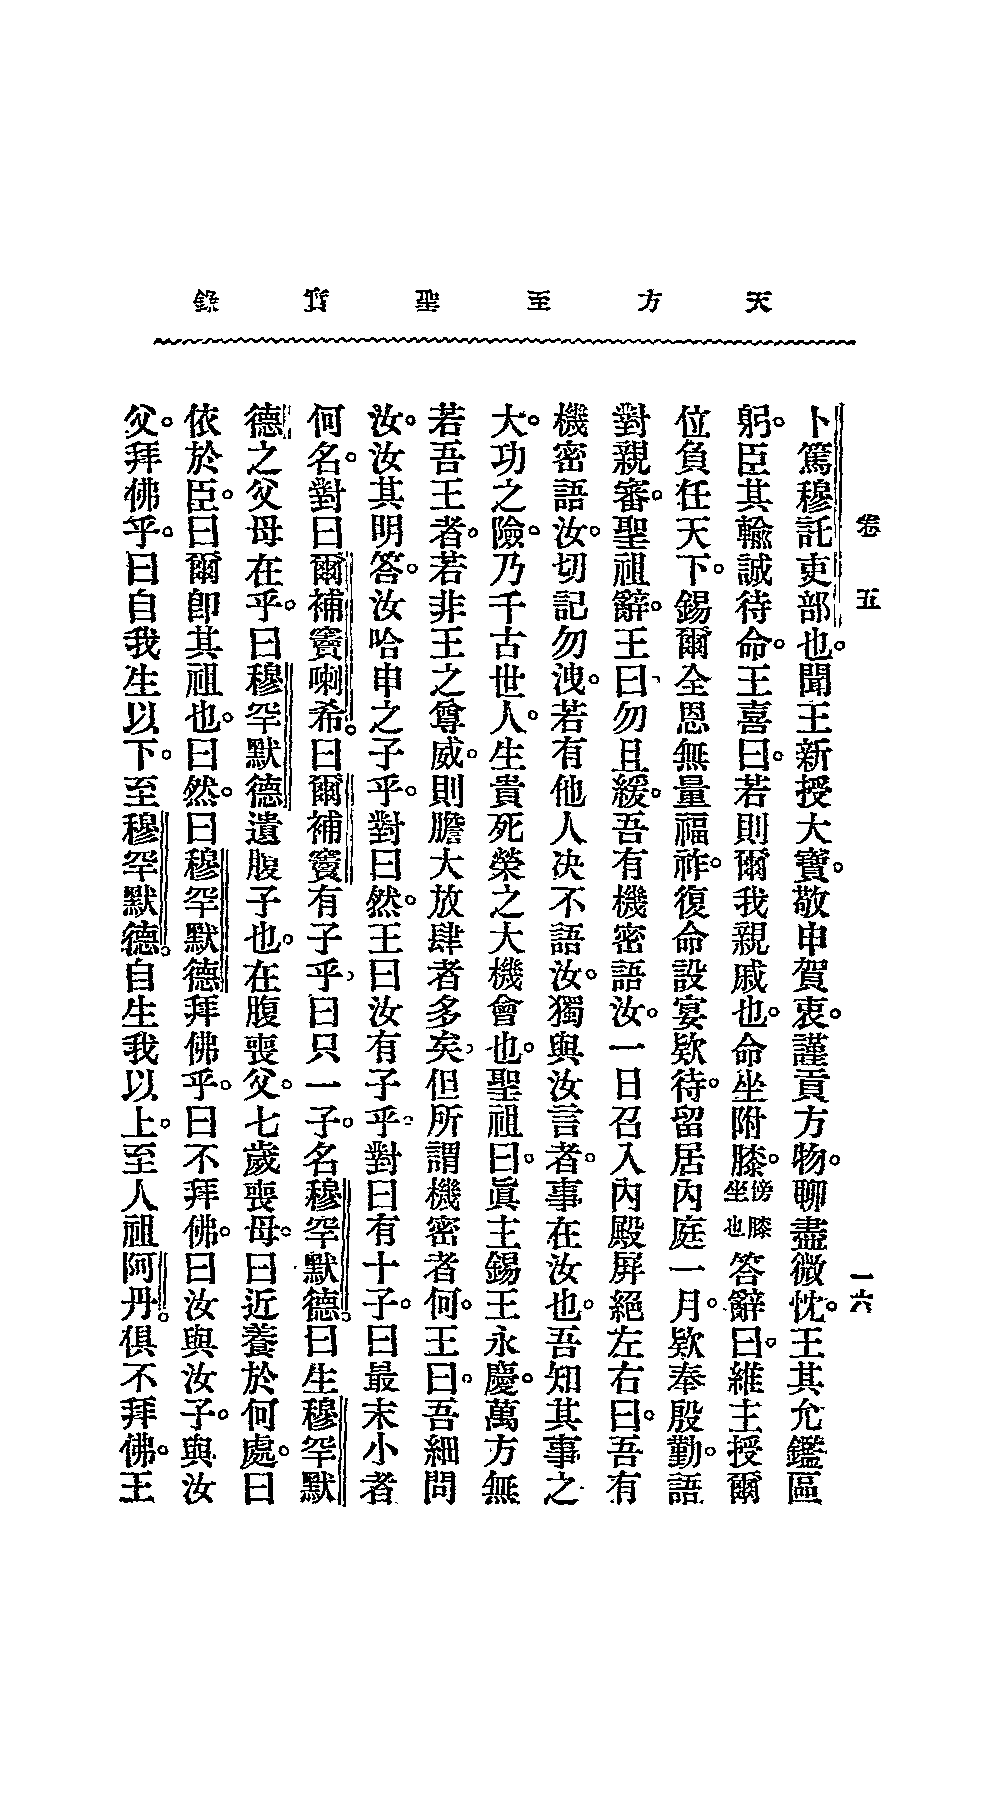 天方至聖實錄
卷五
一六
卜篤穆託吏部也。聞王新授大寶。敬申賀衷。謹貢方物。聊盡微忱。王其允鑑區
躬。臣其輸誠待命。王喜曰。若則爾我親戚也。命坐附膝。傍膝坐也答辭曰。維主授爾
位負任天下。錫爾全恩無量福祚。復命設宴欵待。留居內庭一月。欵奉殷勤。語
對親審。聖祖辭。王曰、勿且緩。吾有機密語汝。一日召入內殿屏絕左右曰。吾有
機密語汝。切記勿洩。若有他人决不語汝。獨與汝言者。事在汝也。吾知其事之
大。功之險。乃千古世人。生貴死榮之大機會也。聖祖曰。眞主錫王永慶。萬方無
若吾王者。若非王之尊威。則膽大放肆者多矣、但所謂機密者何。王曰。吾細問
汝。汝其明答。汝哈申之子乎。對曰然。王曰汝有子乎。對曰有十子。曰最末小者
何名。對曰爾補竇喇希。曰爾補竇有子乎、曰只一子。名穆罕默德。曰生穆罕默
德之父母在乎。曰穆罕默德遺腹子也。在腹喪父。七歲喪母。曰近養於何處。曰
依於臣。曰爾卽其祖也。曰然。曰穆罕默德拜佛乎。曰不拜佛。曰汝與汝子。與汝
父。拜佛乎。曰自我生以下。至穆罕默德。自生我以上。至人祖阿丹。俱不拜佛。王